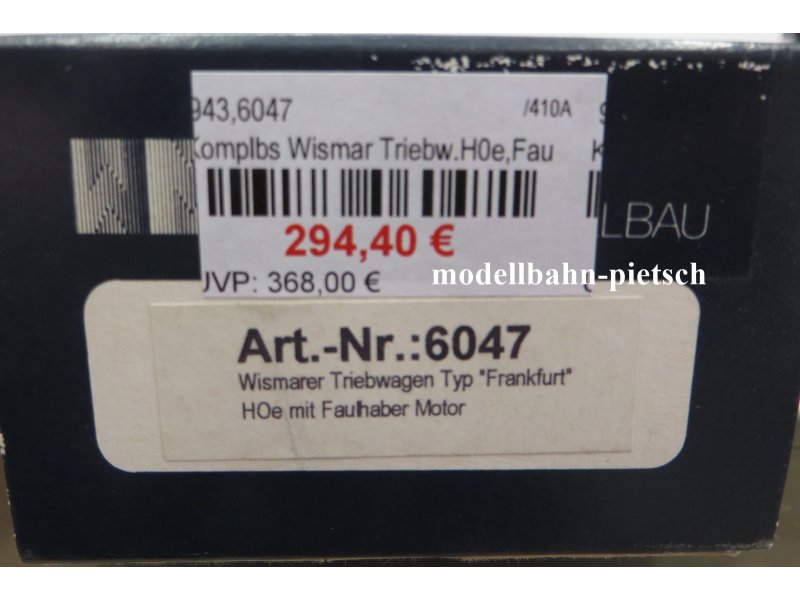 943,6047 /410A
Komplbs Wismar Triebw.H0e,Fau K
LBAU
294,40 €
UVP: 368,00 €
modellbahn-pietsch
Art.-Nr.:6047
Wismarer Triebwagen Typ "Frankfurt"
HOe mit Faulhaber Motor